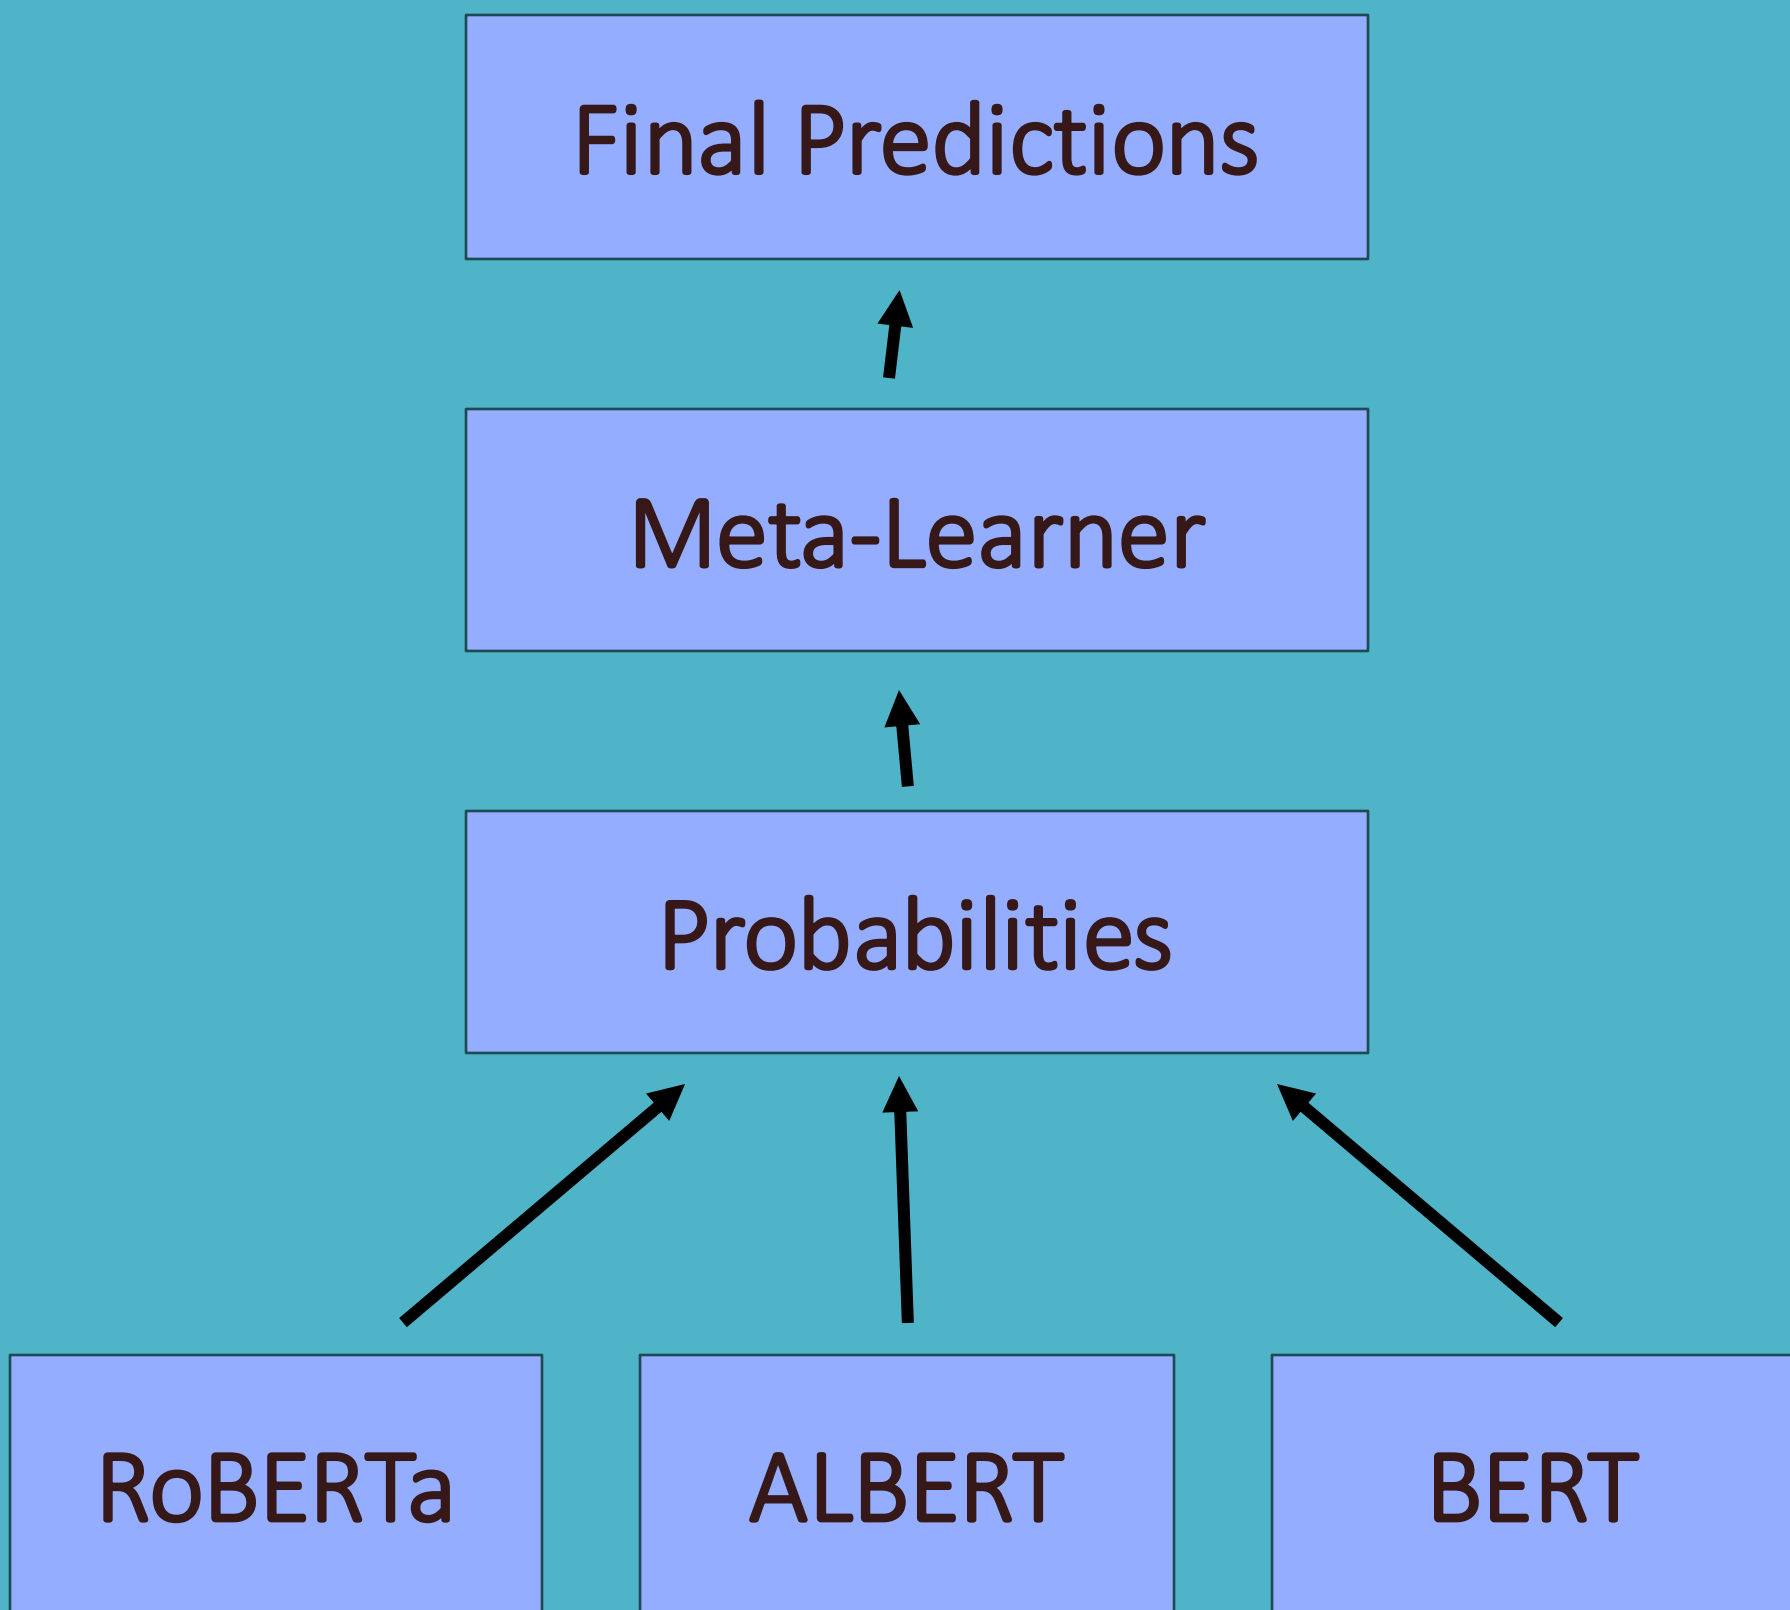 Final Predictions
Meta-Learner
Probabilities
RoBERTa
ALBERT
BERT